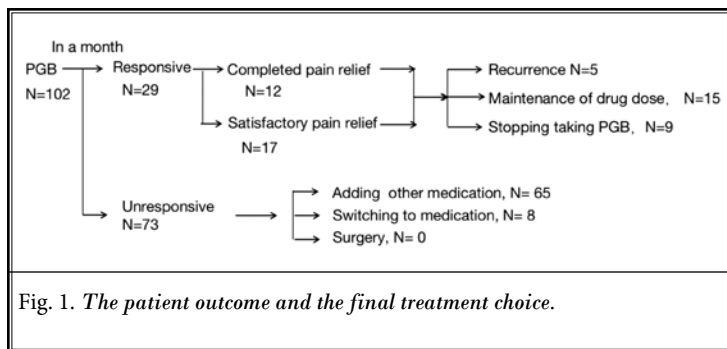 In a month
PGB Responsive Completed pain relief Recurrence N=5
N=102 N=29 N=12 Maintenance of drug dose, N=15
Satisfactory pain relief Stopping taking PGB, N=9
N=17
Unresponsive Adding other medication, N= 65
N=73 Switching to medication, N= 8
Surgery, N= 0
Fig. 1. The patient outcome and the final treatment choice.